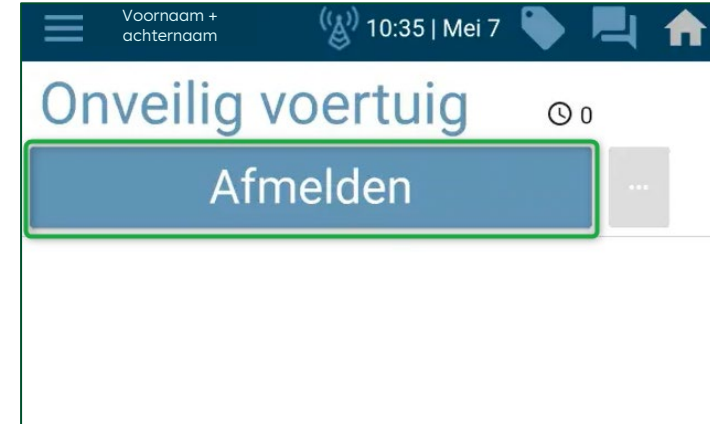 Voornaam +
achternaam
10:35 | Mei 7
Onveilig voertuig
0
Afmelden
...